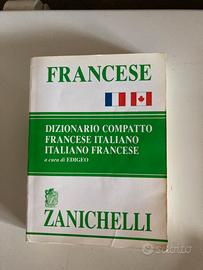 FRANCESE
DIZIONARIO COMPATTO
FRANCESE ITALIANO
ITALIANO FRANCESE
a cura di EDIGEO
ZANICHELLI
subito